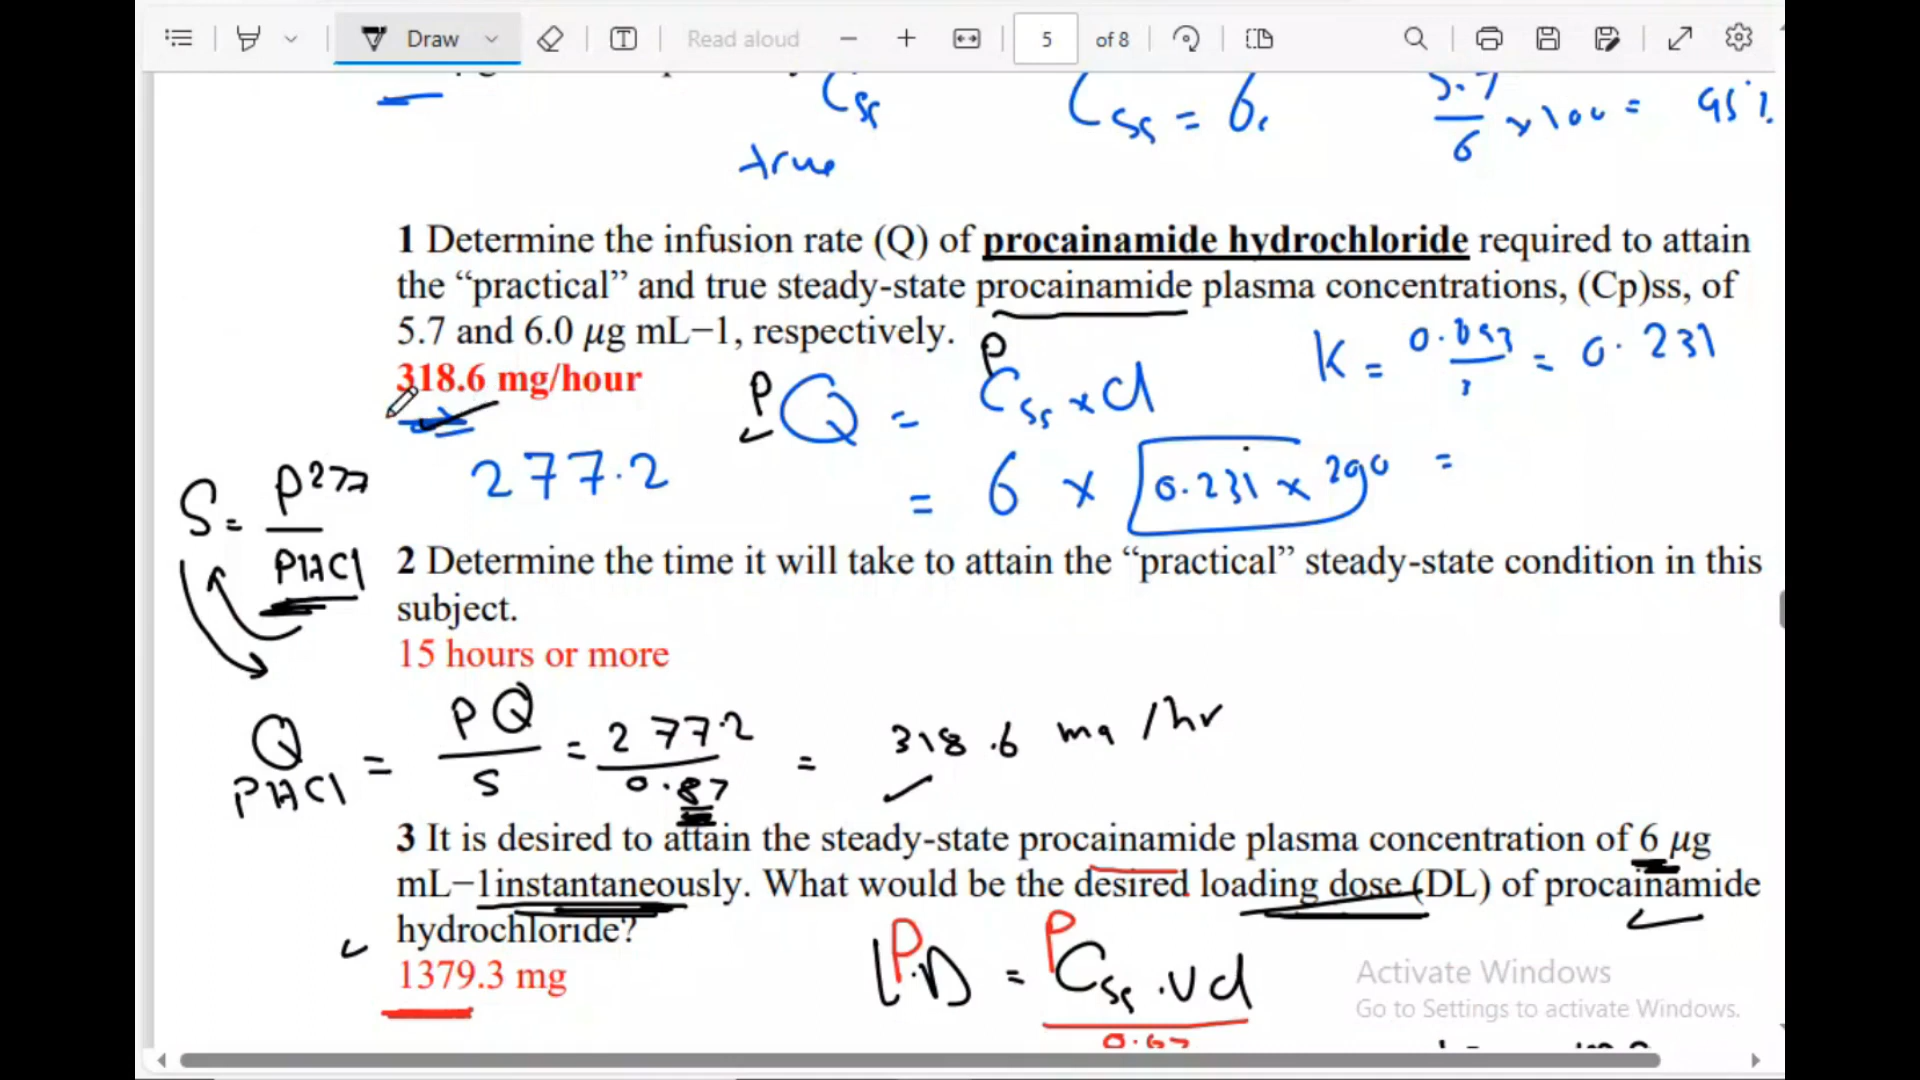 Draw
Read aloud
5 of 8
Css
Css = 6.
5.7
6
x 100 = 95%
true
1 Determine the infusion rate (Q) of procainamide hydrochloride required to attain
the “practical” and true steady-state procainamide plasma concentrations, (Cp)ss, of
5.7 and 6.0 μg mL−1, respectively.
K = 0.693
3
= 0.231
318.6 mg/hour
P Q = P Css x Cl
277.2
= 6 x 0.231 x 290 =
S = P 277
PHCl
2 Determine the time it will take to attain the “practical” steady-state condition in this
subject.
15 hours or more
Q PHCl = PQ
S
= 277.2
0.87
= 318.6 mg /hr
3 It is desired to attain the steady-state procainamide plasma concentration of 6 μg
mL−1instantaneously. What would be the desired loading dose (DL) of procainamide
hydrochloride?
1379.3 mg
= P Css . Vd
Activate Windows
Go to Settings to activate Windows.